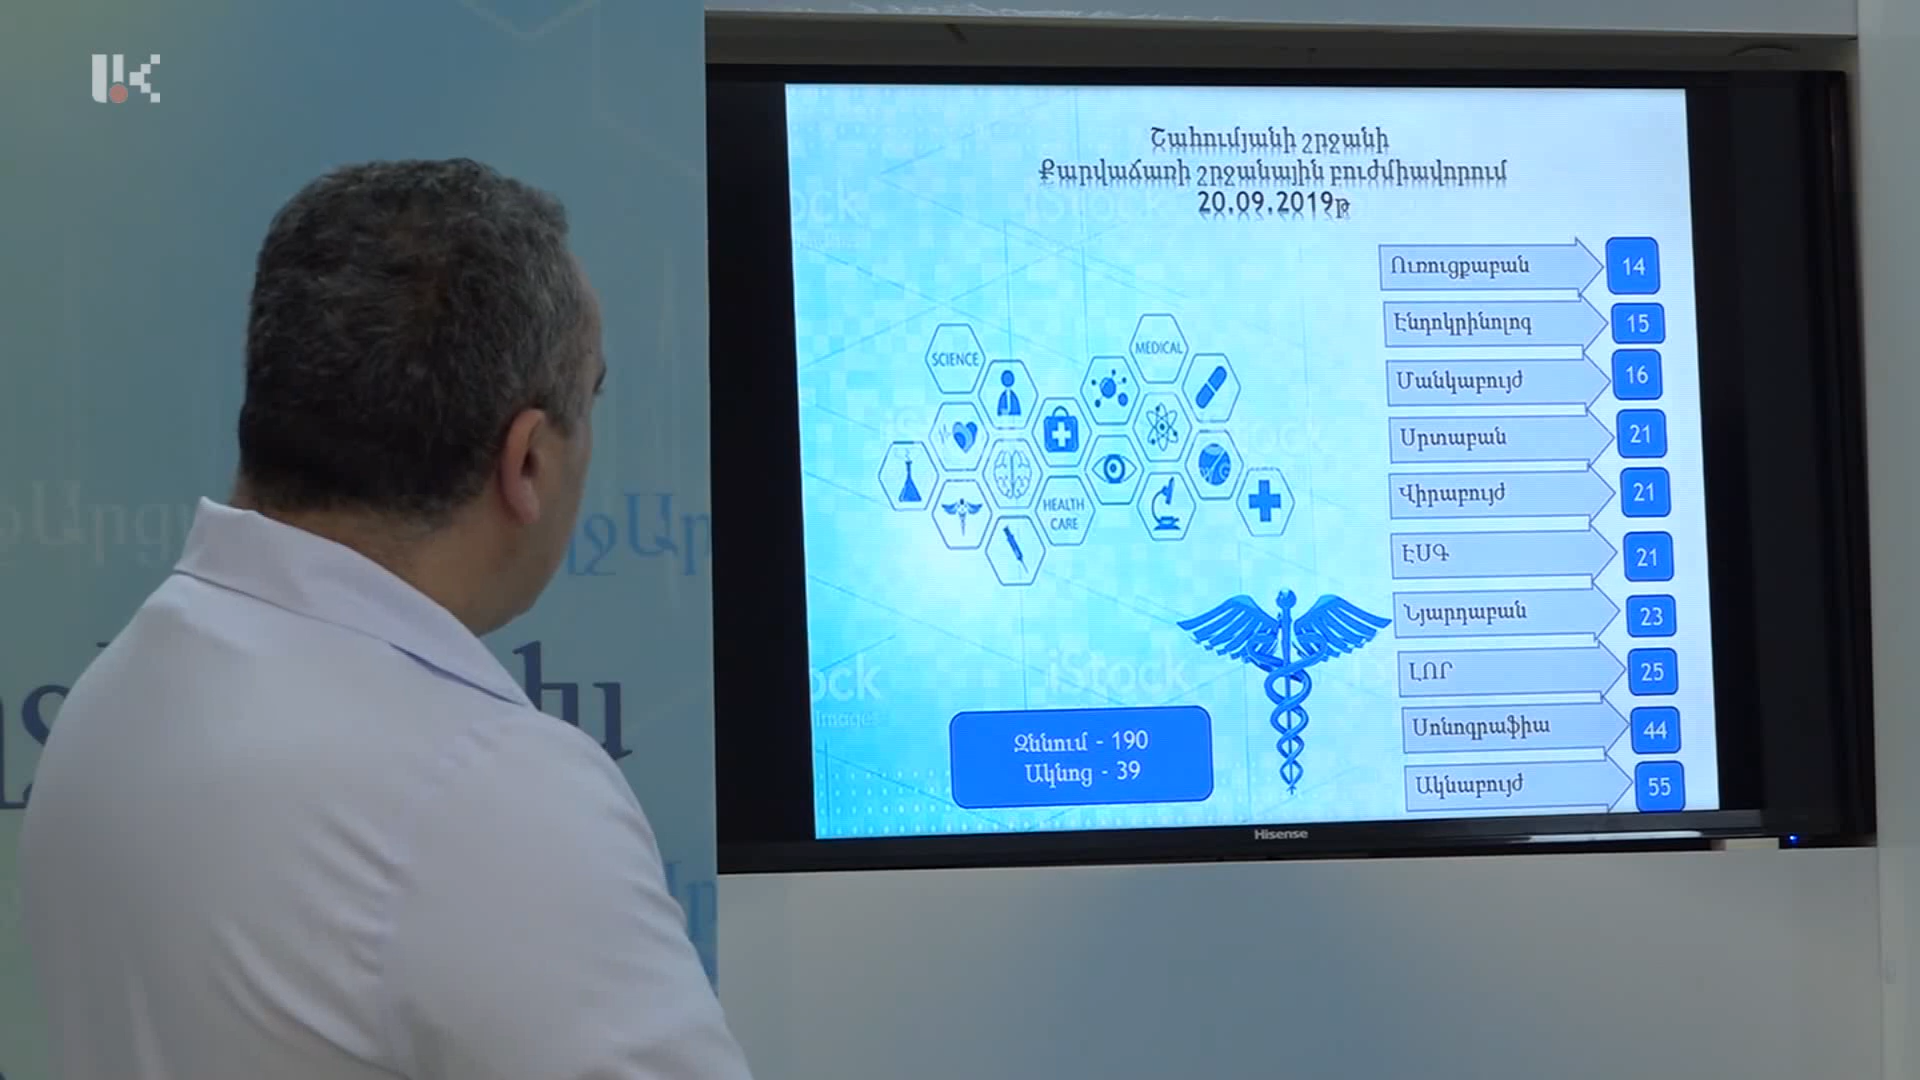 Շահումյանի շրջանի
Քարվաճառի շրջանային բուժմիավորում
20.09.2019թ
Ուռուցքաբան 14
Էնդոկրինոլոգ 15
Մանկաբույժ 16
Սրտաբան 21
Վիրաբույժ 21
ԷՍԳ 21
Նյարդաբան 23
ԼՈՐ 25
Սոնոգրաֆիա 44
Ակնաբույժ 55
SCIENCE
MEDICAL
HEALTH
CARE
Զննում - 190
Ակնոց - 39
iStock
Hisense